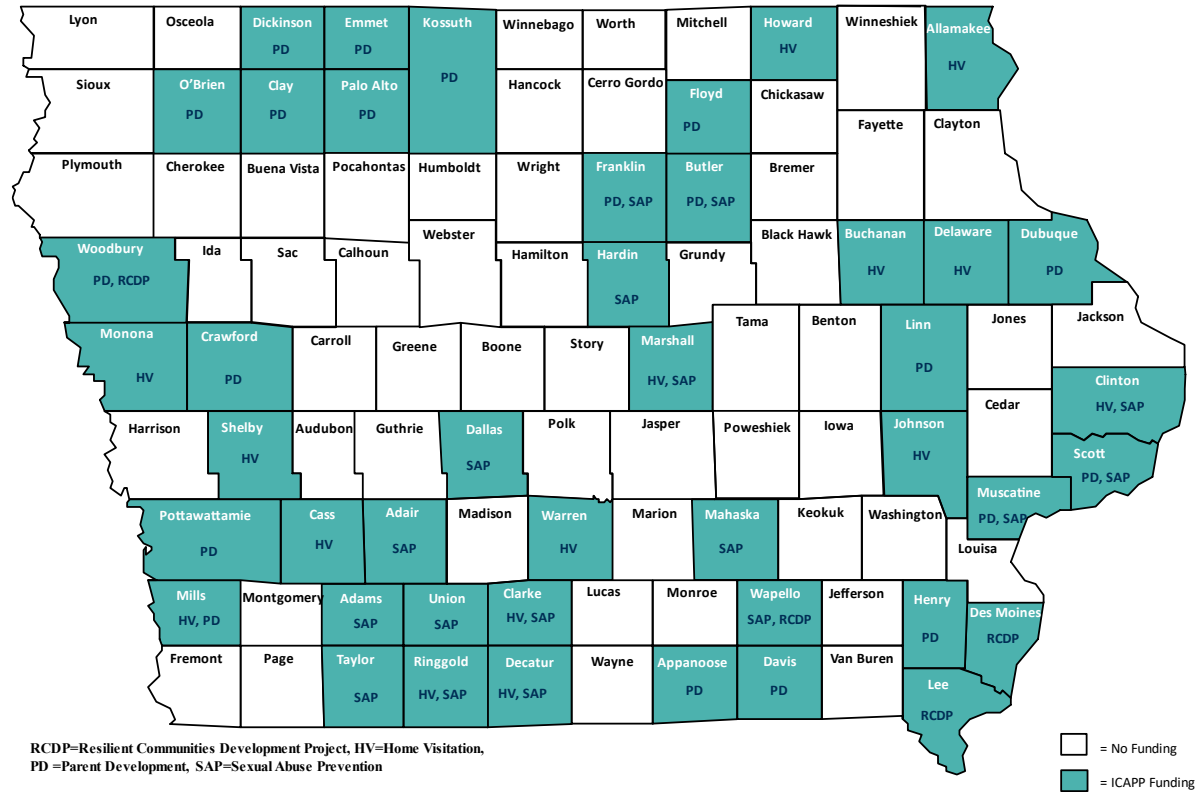 Lyon
Osceola
Dickinson
PD
Emmet
PD
Kossuth
PD
Winnebago
Worth
Mitchell
Howard
HV
Winneshiek
Allamakee
HV
Sioux
O'Brien
PD
Clay
PD
Palo Alto
PD
Hancock
Cerro Gordo
Floyd
PD
Chickasaw
Fayette
Clayton
Plymouth
Cherokee
Buena Vista
Pocahontas
Humboldt
Wright
Franklin
PD, SAP
Butler
PD, SAP
Bremer
Woodbury
PD, RCDP
Ida
Sac
Calhoun
Webster
Hamilton
Hardin
SAP
Grundy
Black Hawk
Buchanan
HV
Delaware
HV
Dubuque
PD
Monona
HV
Crawford
PD
Carroll
Greene
Boone
Story
Marshall
HV, SAP
Tama
Benton
Linn
PD
Jones
Jackson
Clinton
HV, SAP
Cedar
Harrison
Shelby
HV
Audubon
Guthrie
Dallas
SAP
Polk
Jasper
Poweshiek
Iowa
Johnson
HV
Scott
PD, SAP
Muscatine
PD, SAP
Pottawattamie
PD
Cass
HV
Adair
SAP
Madison
Warren
HV
Marion
Mahaska
SAP
Keokuk
Washington
Louisa
Mills
HV, PD
Montgomery
Adams
SAP
Union
SAP
Clarke
HV, SAP
Lucas
Monroe
Wapello
SAP, RCDP
Jefferson
Henry
PD
Des Moines
RCDP
Fremont
Page
Taylor
SAP
Ringgold
HV, SAP
Decatur
HV, SAP
Wayne
Appanoose
PD
Davis
PD
Van Buren
Lee
RCDP
RCDP=Resilient Communities Development Project, HV=Home Visitation,
PD =Parent Development, SAP=Sexual Abuse Prevention
= No Funding
= ICAPP Funding